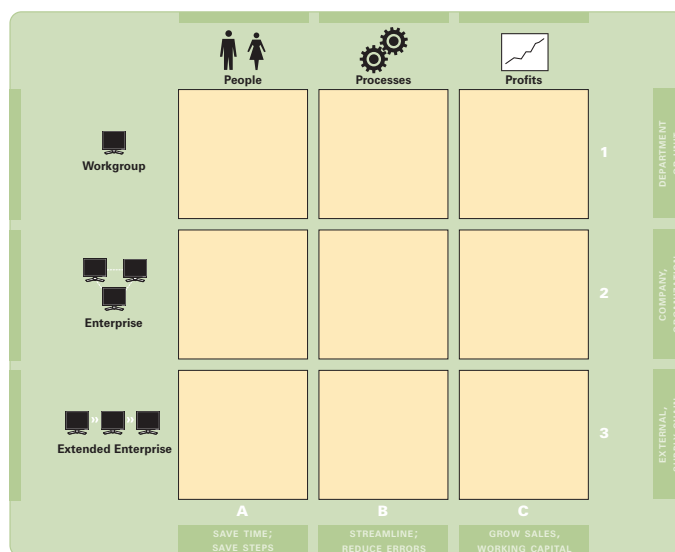 People Processes Profits
Workgroup
1
DEPARTMENT
Enterprise
2
COMPANY,
Extended Enterprise
3
EXTERNAL,
A B C
SAVE TIME;
SAVE STEPS
STREAMLINE;
REDUCE ERRORS
GROW SALES,
WORKING CAPITAL